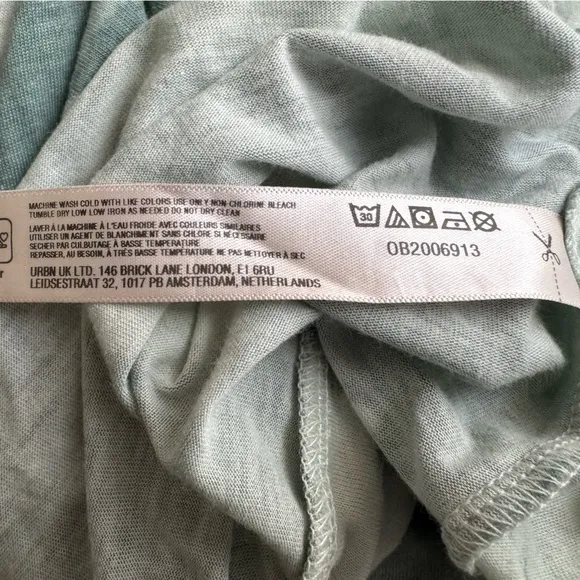 MACHINE WASH COLD WITH LIKE COLORS USE ONLY NON-CHLORINE BLEACH
TUMBLE DRY LOW LOW IRON AS NEEDED DO NOT DRY CLEAN
LAVER À LA MACHINE À L'EAU FROIDE AVEC COULEURS SIMILAIRES
UTILISER UN AGENT DE BLANCHIMENT SANS CHLORE SI NÉCESSAIRE
SÉCHER PAR CULBUTAGE À BASSE TEMPÉRATURE
REPASSER, AU BESOIN, À TRÈS BASSE TEMPÉRATURE NE PAS NETTOYER À SEC
URBN UK LTD. 146 BRICK LANE LONDON, E1 6RU
LEIDSESTRAAT 32, 1017 PB AMSTERDAM, NETHERLANDS
30
OB2006913